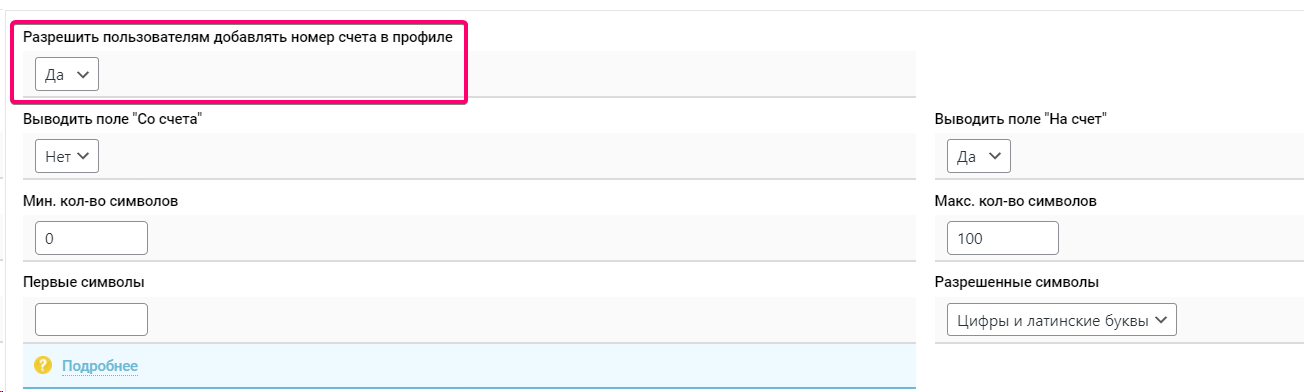 Разрешить пользователям добавлять номер счета в профиле
Да
Выводить поле "Со счета"
Выводить поле "На счет"
Нет
Да
Мин. кол-во символов
Макс. кол-во символов
0
100
Первые символы
Разрешенные символы
Цифры и латинские буквы
? Подробнее